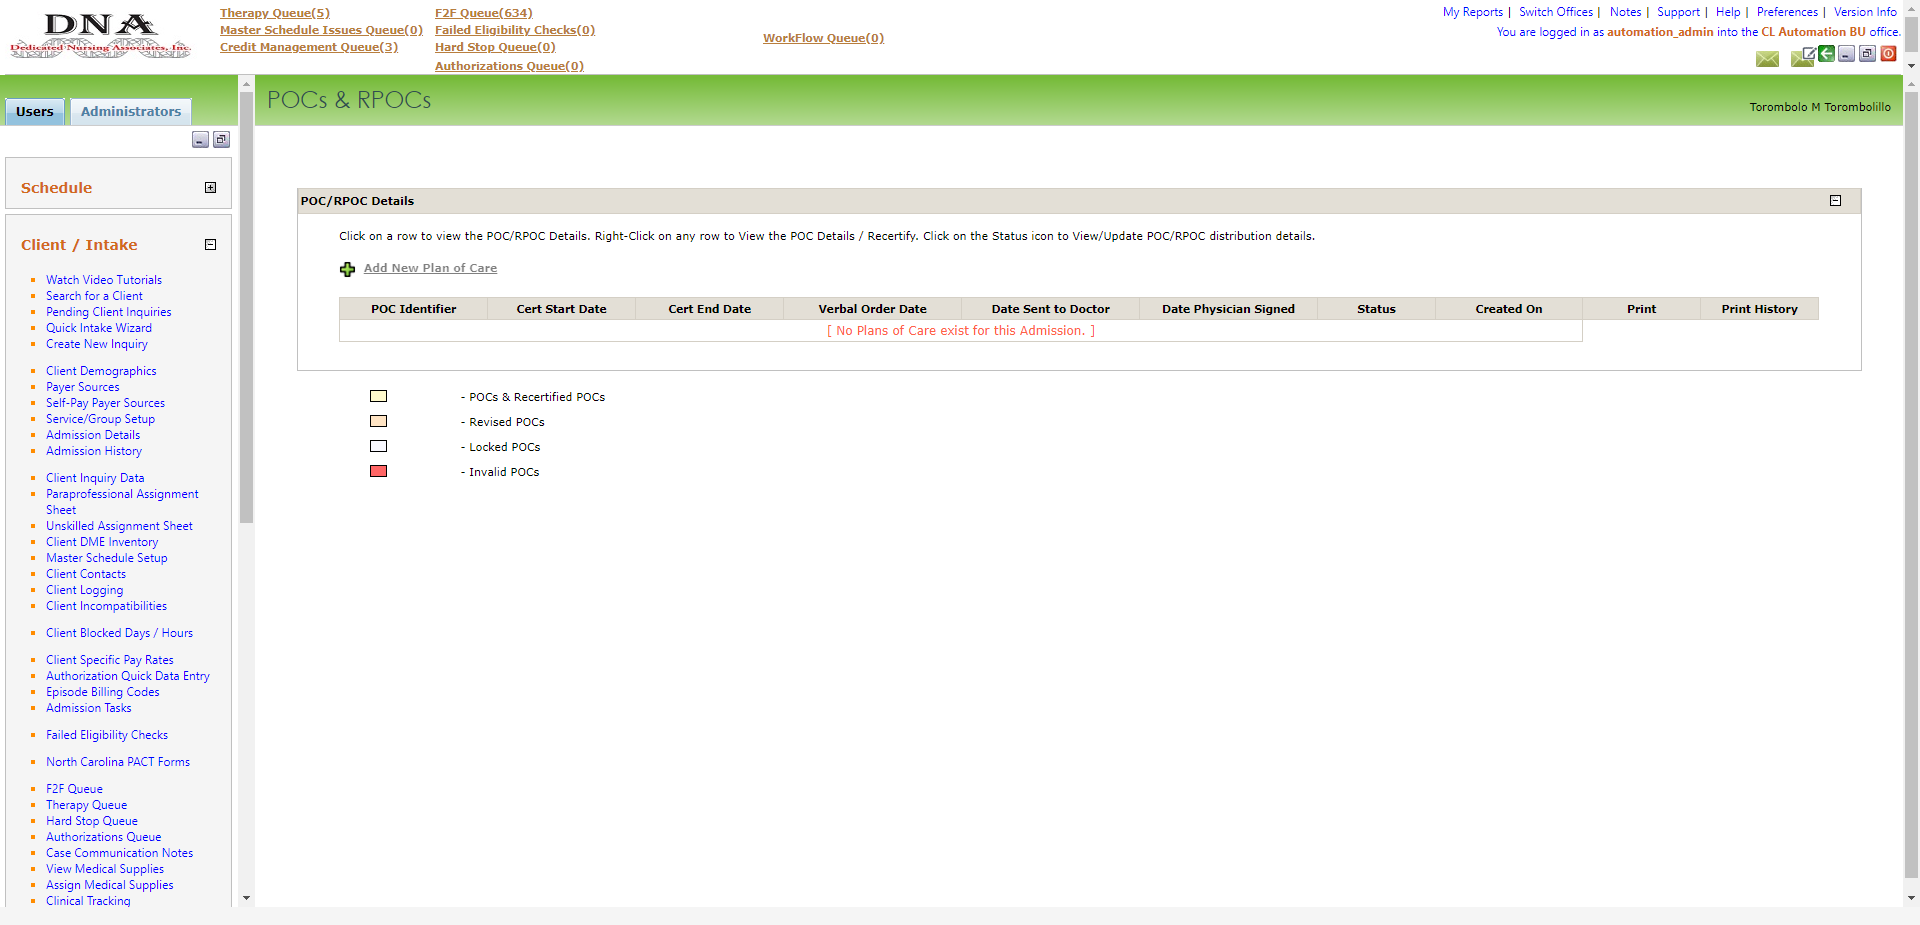 DNA
Dedicated Nursing Associates, Inc.
Therapy Queue(5)
Master Schedule Issues Queue(0)
Credit Management Queue(3)
F2F Queue(634)
Failed Eligibility Checks(0)
Hard Stop Queue(0)
Authorizations Queue(0)
WorkFlow Queue(0)
My Reports | Switch Offices | Notes | Support | Help | Preferences | Version Info
You are logged in as automation_admin into the CL Automation BU office.
Users
Administrators
POCs & RPOCs
Torombolo M Torombolillo
Schedule
Client / Intake
Watch Video Tutorials
Search for a Client
Pending Client Inquiries
Quick Intake Wizard
Create New Inquiry
Client Demographics
Payer Sources
Self-Pay Payer Sources
Service/Group Setup
Admission Details
Admission History
Client Inquiry Data
Paraprofessional Assignment
Sheet
Unskilled Assignment Sheet
Client DME Inventory
Master Schedule Setup
Client Contacts
Client Logging
Client Incompatibilities
Client Blocked Days / Hours
Client Specific Pay Rates
Authorization Quick Data Entry
Episode Billing Codes
Admission Tasks
Failed Eligibility Checks
North Carolina PACT Forms
F2F Queue
Therapy Queue
Hard Stop Queue
Authorizations Queue
Case Communication Notes
View Medical Supplies
Assign Medical Supplies
Clinical Tracking
POC/RPOC Details
Click on a row to view the POC/RPOC Details. Right-Click on any row to View the POC Details / Recertify. Click on the Status icon to View/Update POC/RPOC distribution details.
Add New Plan of Care
POC Identifier Cert Start Date Cert End Date Verbal Order Date Date Sent to Doctor Date Physician Signed Status Created On Print Print History
[ No Plans of Care exist for this Admission. ]
- POCs & Recertified POCs
- Revised POCs
- Locked POCs
- Invalid POCs